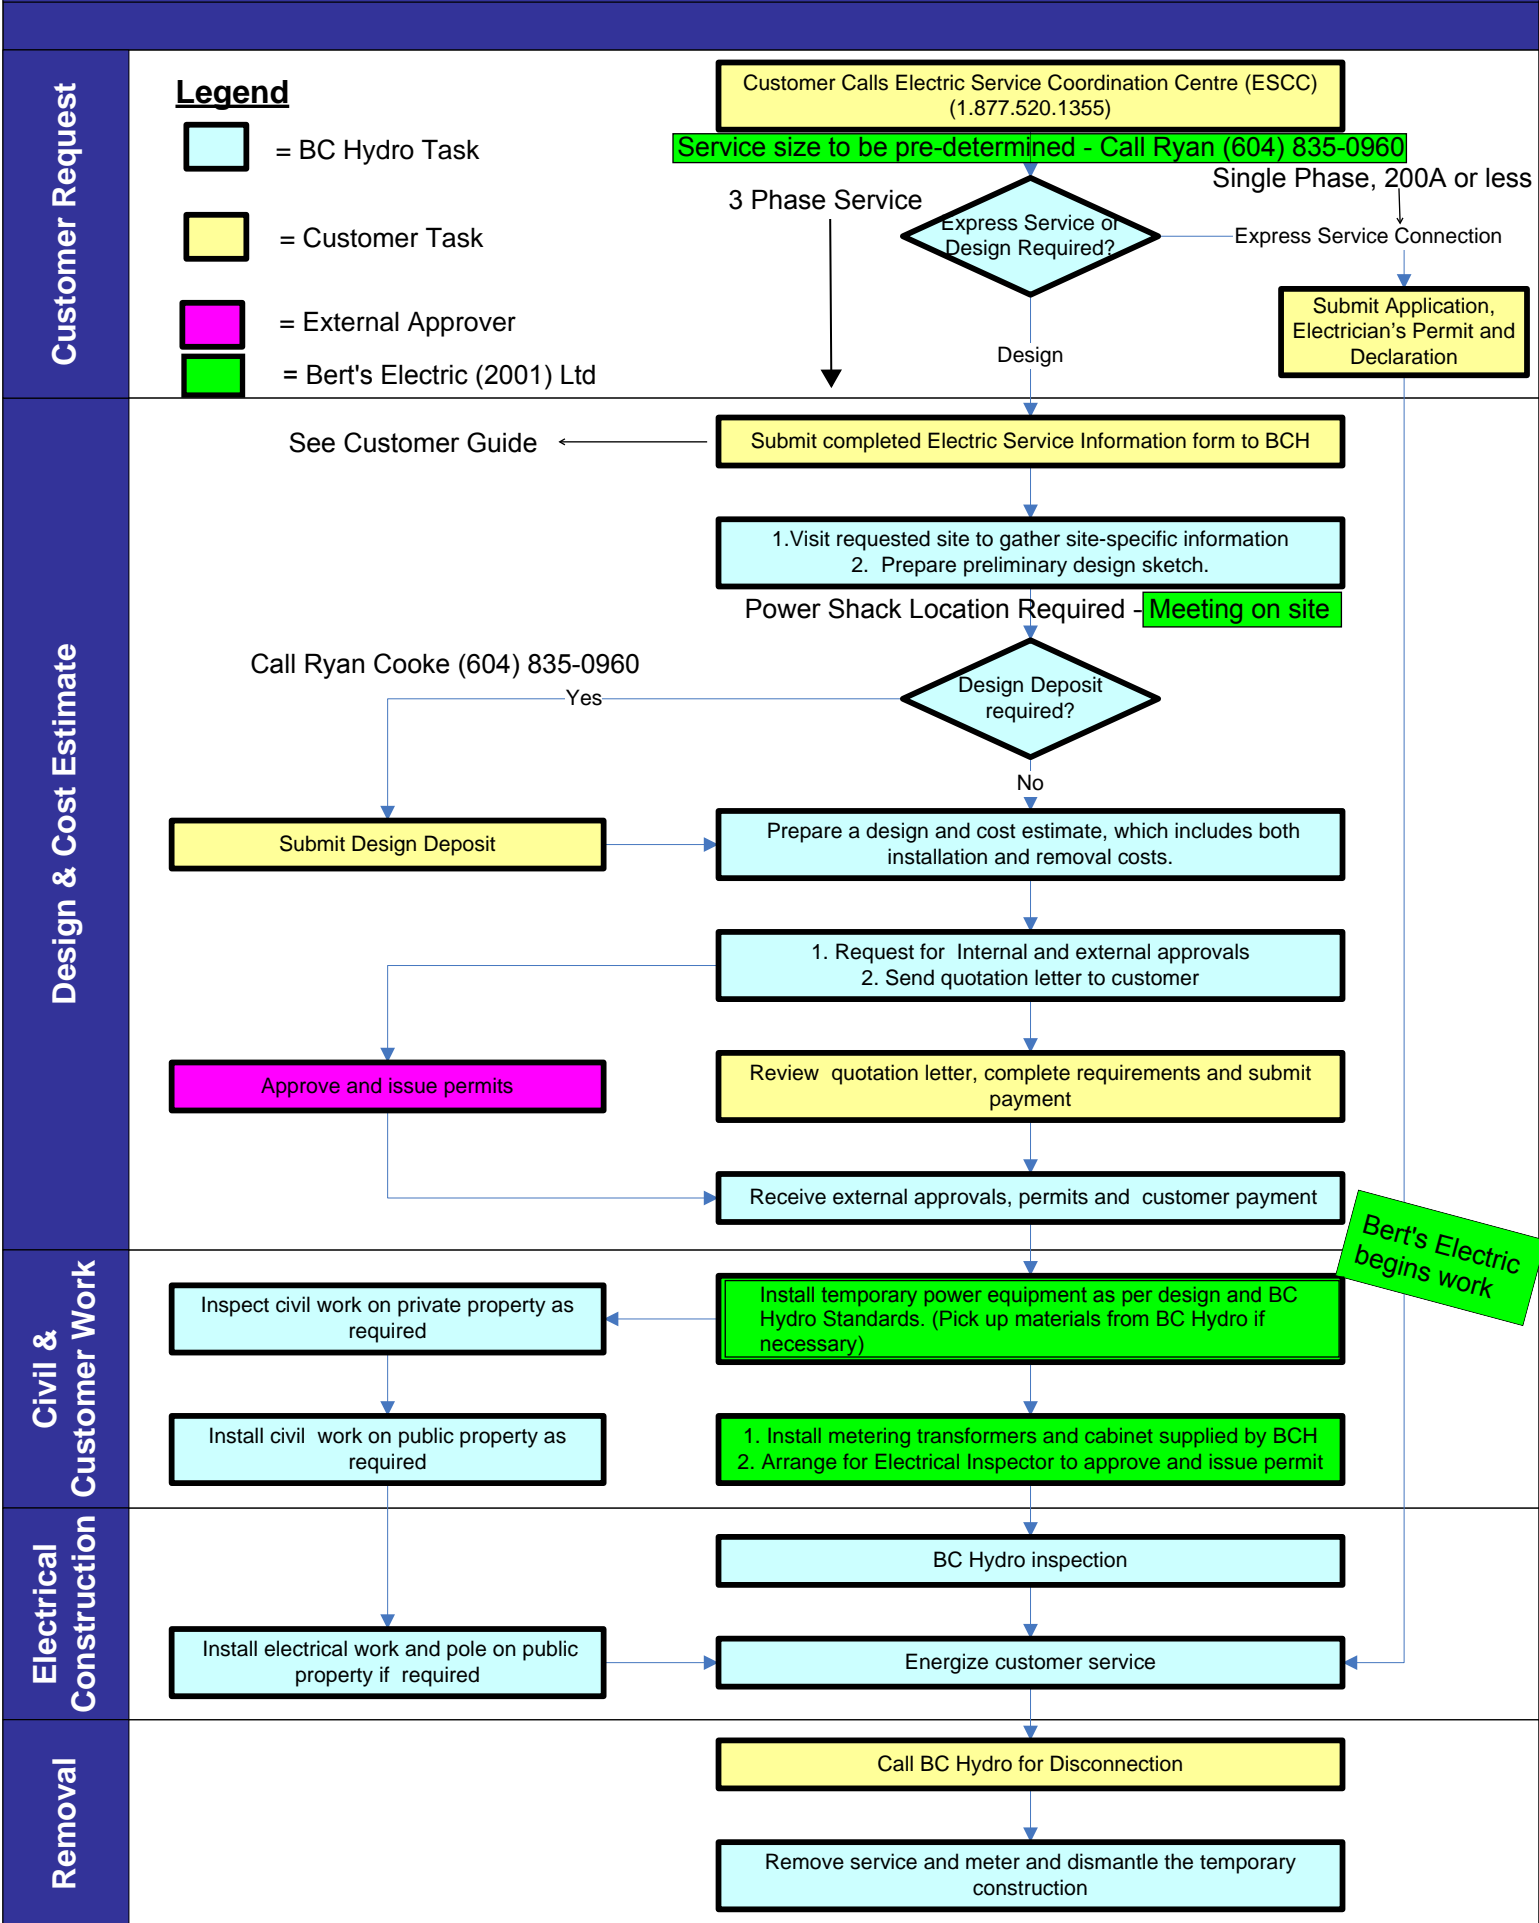 Customer Request
Legend
= BC Hydro Task
= Customer Task
= External Approver
= Bert's Electric (2001) Ltd
Customer Calls Electric Service Coordination Centre (ESCC)
(1.877.520.1355)
Service size to be pre-determined - Call Ryan (604) 835-0960
Single Phase, 200A or less
3 Phase Service
Express Service or
Design Required?
Express Service Connection
Submit Application,
Electrician's Permit and
Declaration
Design
Design & Cost Estimate
See Customer Guide
Submit completed Electric Service Information form to BCH
1.Visit requested site to gather site-specific information
2. Prepare preliminary design sketch.
Power Shack Location Required - Meeting on site
Call Ryan Cooke (604) 835-0960
Yes
Design Deposit
required?
No
Submit Design Deposit
Prepare a design and cost estimate, which includes both
installation and removal costs.
1. Request for Internal and external approvals
2. Send quotation letter to customer
Approve and issue permits
Review quotation letter, complete requirements and submit
payment
Receive external approvals, permits and customer payment
Bert's Electric
begins work
Civil &
Customer Work
Inspect civil work on private property as
required
Install temporary power equipment as per design and BC
Hydro Standards. (Pick up materials from BC Hydro if
necessary)
Install civil work on public property as
required
1. Install metering transformers and cabinet supplied by BCH
2. Arrange for Electrical Inspector to approve and issue permit
Electrical
Construction
BC Hydro inspection
Install electrical work and pole on public
property if required
Energize customer service
Removal
Call BC Hydro for Disconnection
Remove service and meter and dismantle the temporary
construction